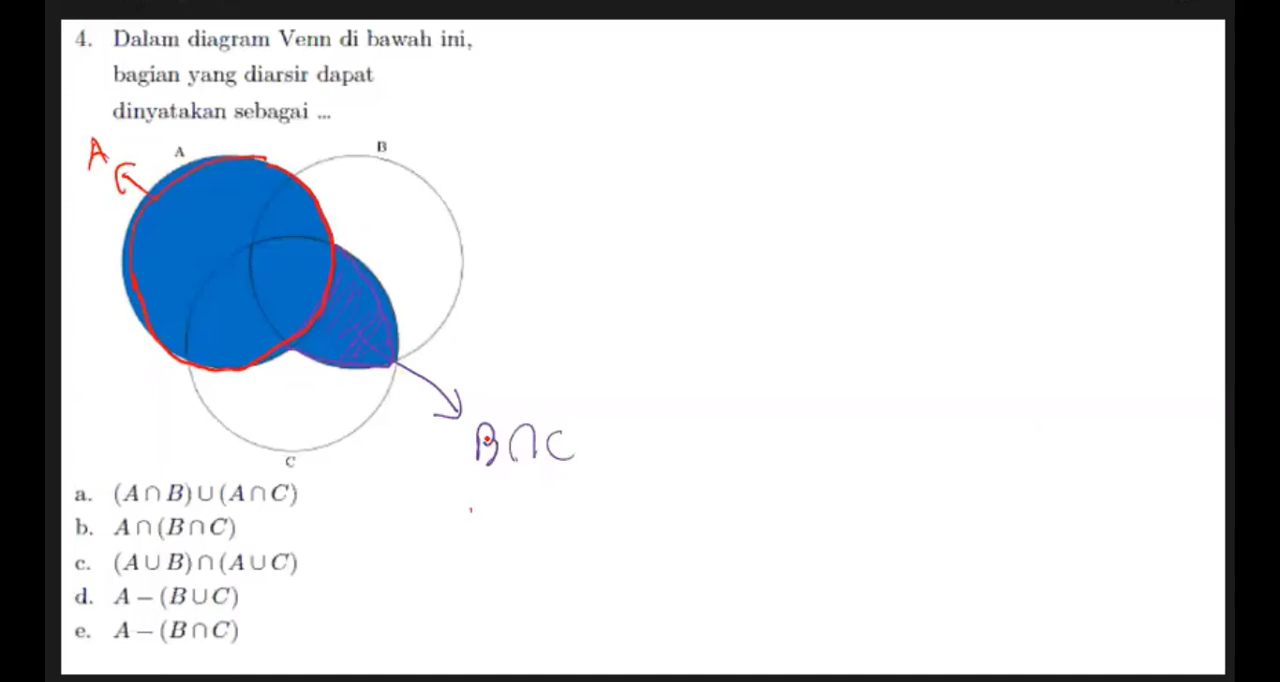 4. Dalam diagram Venn di bawah ini,
bagian yang diarsir dapat
dinyatakan sebagai ...
A
A
B
B∩C
C
a. (A∩B)∪(A∩C)
b. A∩(B∩C)
c. (A∪B)∩(A∪C)
d. A−(B∪C)
e. A−(B∩C)